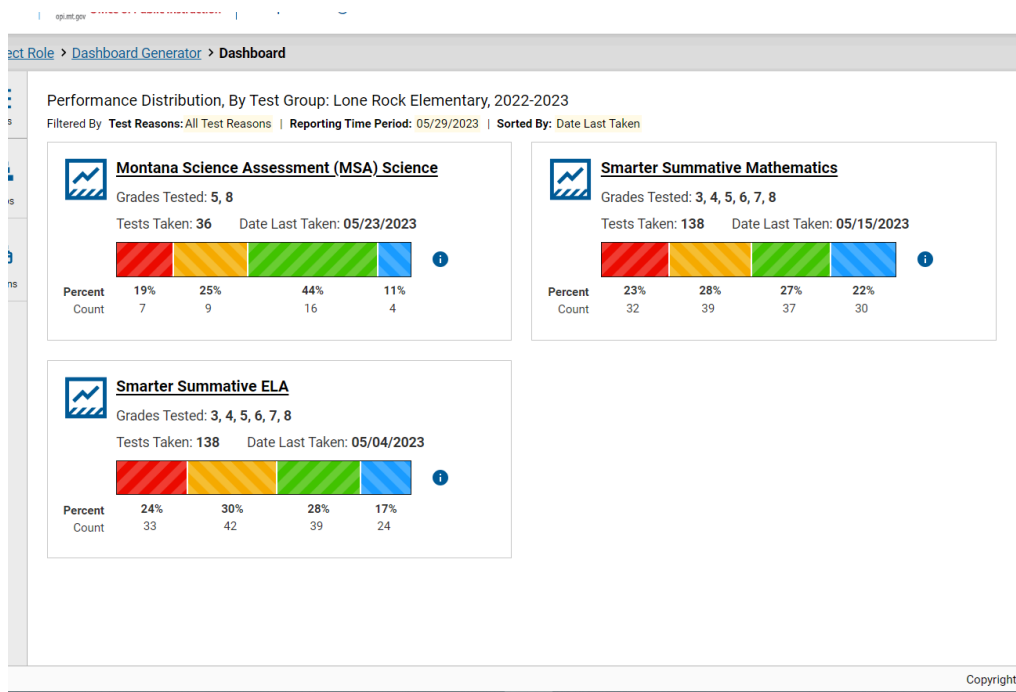 opi.mt.gov
ect Role > Dashboard Generator > Dashboard
Performance Distribution, By Test Group: Lone Rock Elementary, 2022-2023
Filtered By Test Reasons: All Test Reasons | Reporting Time Period: 05/29/2023 | Sorted By: Date Last Taken
Montana Science Assessment (MSA) Science
Grades Tested: 5, 8
Tests Taken: 36 Date Last Taken: 05/23/2023
Percent 19% 25% 44% 11%
Count 7 9 16 4
Smarter Summative Mathematics
Grades Tested: 3, 4, 5, 6, 7, 8
Tests Taken: 138 Date Last Taken: 05/15/2023
Percent 23% 28% 27% 22%
Count 32 39 37 30
Smarter Summative ELA
Grades Tested: 3, 4, 5, 6, 7, 8
Tests Taken: 138 Date Last Taken: 05/04/2023
Percent 24% 30% 28% 17%
Count 33 42 39 24
Copyright